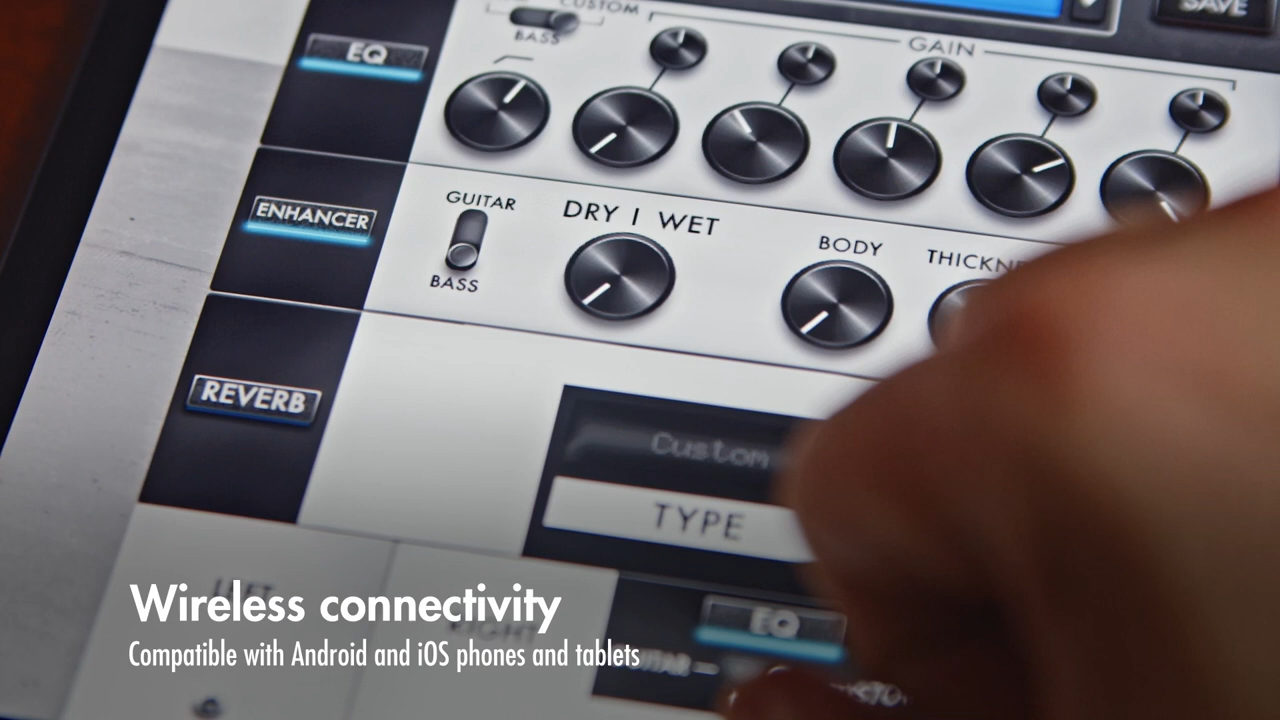 SAVE
CUSTOM
BASS
GAIN
EQ
ENHANCER
GUITAR
BASS
DRY | WET
BODY
REVERB
Custom
TYPE
EQ
Wireless connectivity
Compatible with Android and iOS phones and tablets